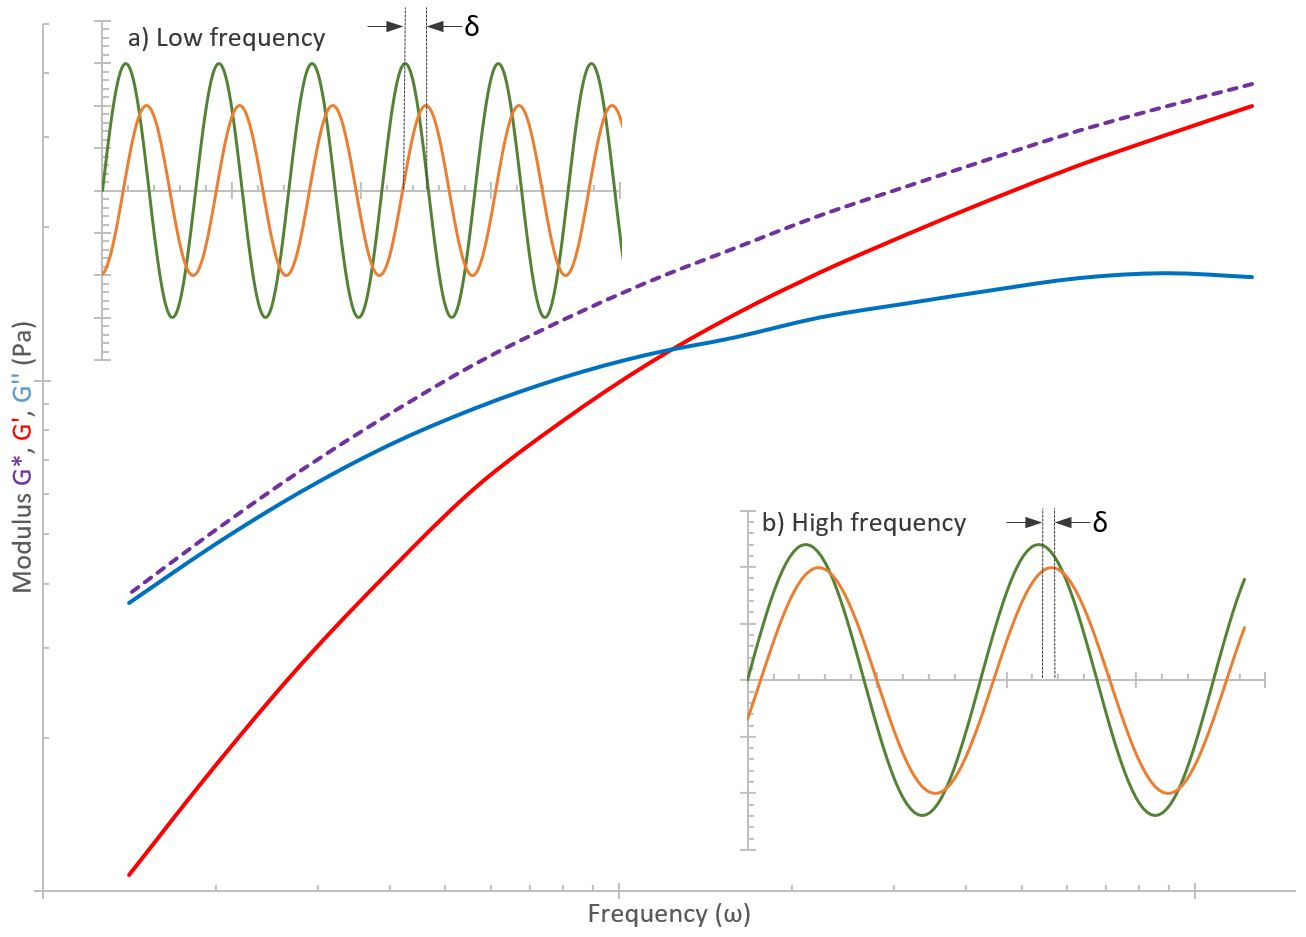 a) Low frequency
δ
Modulus G*, G', G'' (Pa)
b) High frequency
δ
Frequency (ω)